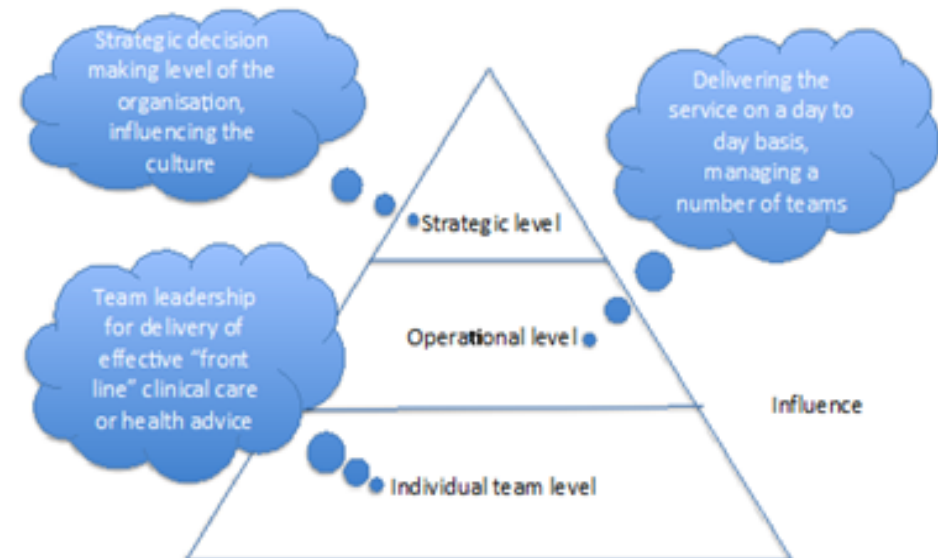 Strategic decision
making level of the
organisation,
influencing the
culture
Delivering the
service on a day to
day basis,
managing a
number of teams
Strategic level
Team leadership
for delivery of
effective “front
line” clinical care
or health advice
Operational level
Influence
Individual team level